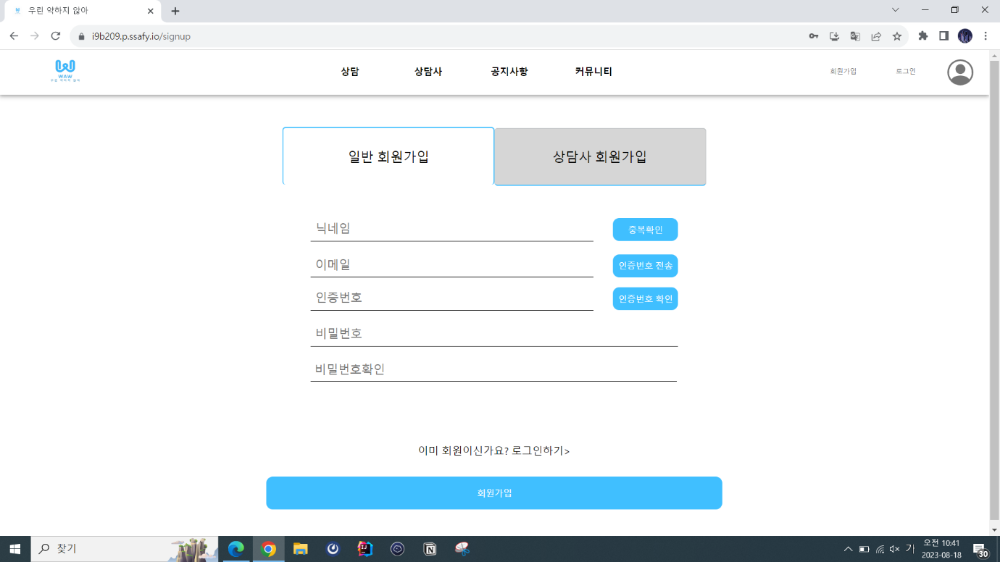 우린 약하지 않아
i9b209.p.ssafy.io/signup
WAW
우린 약하지 않아
상담 상담사 공지사항 커뮤니티 회원가입 로그인
일반 회원가입 상담사 회원가입
닉네임 중복확인
이메일 인증번호 전송
인증번호 인증번호 확인
비밀번호
비밀번호확인
이미 회원이신가요? 로그인하기>
회원가입
찾기
가 오전 10:41
2023-08-18
30